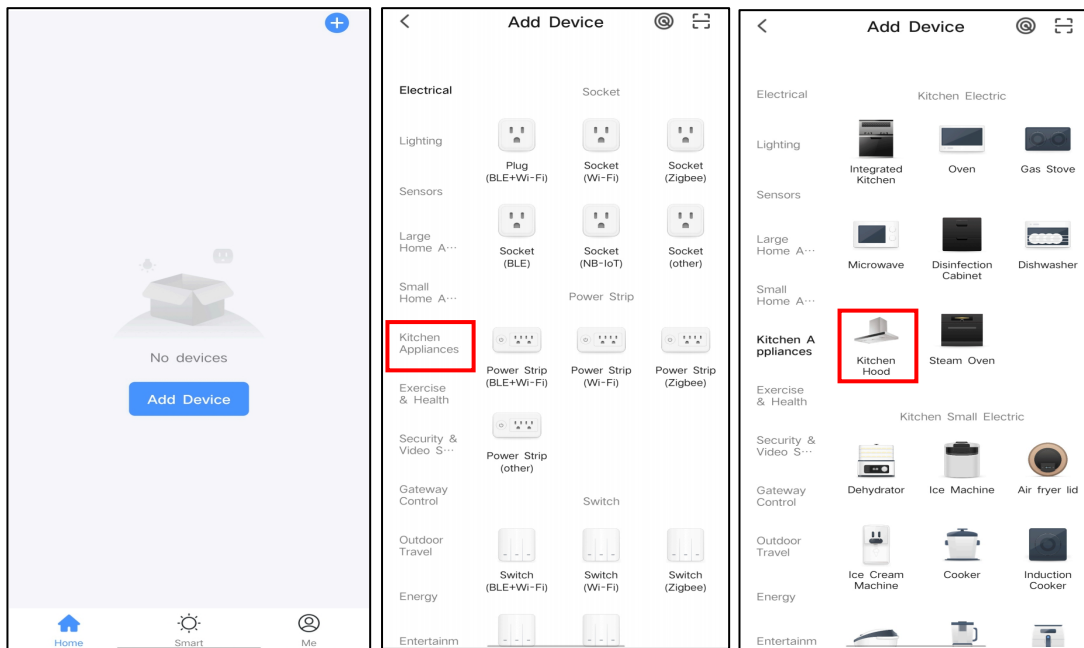 No devices
Add Device
Home
Smart
Me
Add Device
Electrical
Lighting
Sensors
Large
Home A···
Small
Home A···
Kitchen
Appliances
Exercise
& Health
Security &
Video S···
Gateway
Control
Outdoor
Travel
Energy
Entertainm
Socket
Plug
(BLE+Wi-Fi)
Socket
(Wi-Fi)
Socket
(Zigbee)
Socket
(BLE)
Socket
(NB-IoT)
Socket
(other)
Power Strip
Power Strip
(BLE+Wi-Fi)
Power Strip
(Wi-Fi)
Power Strip
(Zigbee)
Power Strip
(other)
Switch
Switch
(BLE+Wi-Fi)
Switch
(Wi-Fi)
Switch
(Zigbee)
Add Device
Electrical
Lighting
Sensors
Large
Home A···
Small
Home A···
Kitchen A
ppliances
Exercise
& Health
Security &
Video S···
Gateway
Control
Outdoor
Travel
Energy
Entertainm
Kitchen Electric
Integrated
Kitchen
Oven
Gas Stove
Microwave
Disinfection
Cabinet
Dishwasher
Kitchen
Hood
Steam Oven
Kitchen Small Electric
Dehydrator
Ice Machine
Air fryer lid
Ice Cream
Machine
Cooker
Induction
Cooker